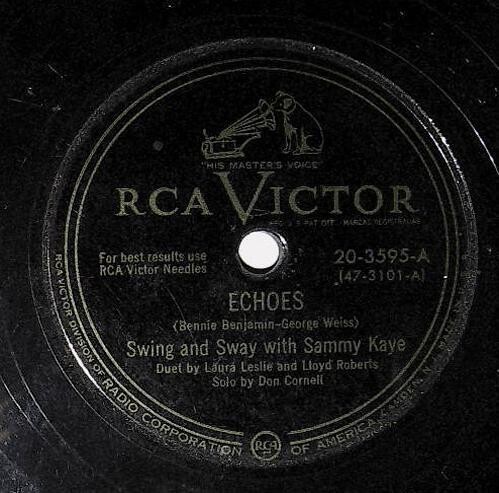 "HIS MASTER'S VOICE"
RCA VICTOR
REG. U. S. PAT. OFF. - MARCAS REGISTRADAS
For best results use
RCA Victor Needles
20-3595-A
(47-3101-A)
ECHOES
(Bennie Benjamin-George Weiss)
Swing and Sway with Sammy Kaye
Duet by Laura Leslie and Lloyd Roberts
Solo by Don Cornell
RCA VICTOR DIVISION OF RADIO CORPORATION OF AMERICA, CAMDEN, N. J.
RCA